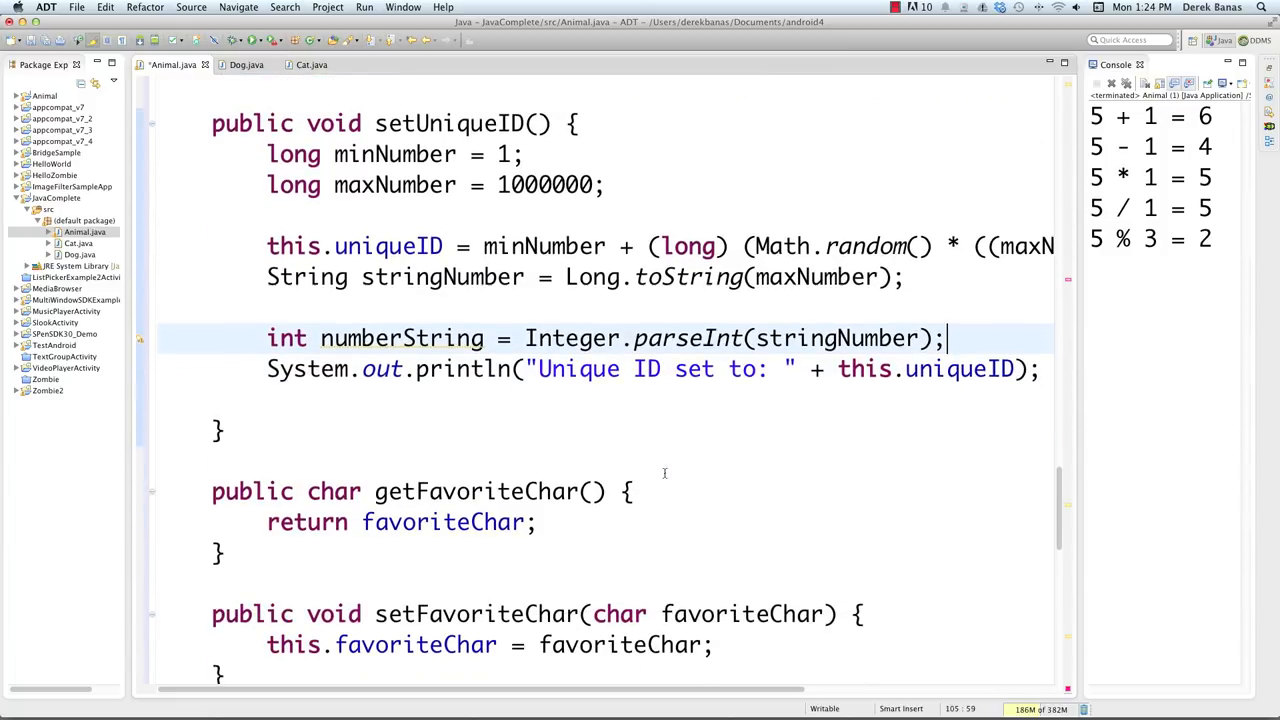 ADT File Edit Refactor Source Navigate Search Project Run Window Help
10
Mon 1:24 PM Derek Banas
Java - JavaComplete/src/Animal.java - ADT - /Users/derekbanas/Documents/android4
Quick Access
Java
DDMS
Package Exp
*Animal.java
Dog.java
Cat.java
Console
<terminated> Animal (1) [Java Application] /S
Animal
appcompat_v7
appcompat_v7_2
appcompat_v7_3
appcompat_v7_4
BridgeSample
HelloWorld
HelloZombie
ImageFilterSampleApp
JavaComplete
src
(default package)
Animal.java
Cat.java
Dog.java
JRE System Library [Ja
ListPickerExample2Activi
MediaBrowser
MultiWindowSDKExample
MusicPlayerActivity
SlookActivity
SPenSDK30_Demo
TestAndroid
TextGroupActivity
VideoPlayerActivity
Zombie
Zombie2
public void setUniqueID() {
long minNumber = 1;
long maxNumber = 1000000;
this.uniqueID = minNumber + (long) (Math.random() * ((maxN
String stringNumber = Long.toString(maxNumber);
int numberString = Integer.parseInt(stringNumber);
System.out.println("Unique ID set to: " + this.uniqueID);
}
public char getFavoriteChar() {
return favoriteChar;
}
public void setFavoriteChar(char favoriteChar) {
this.favoriteChar = favoriteChar;
}
5 + 1 = 6
5 - 1 = 4
5 * 1 = 5
5 / 1 = 5
5 % 3 = 2
Writable
Smart Insert
105 : 59
186M of 382M